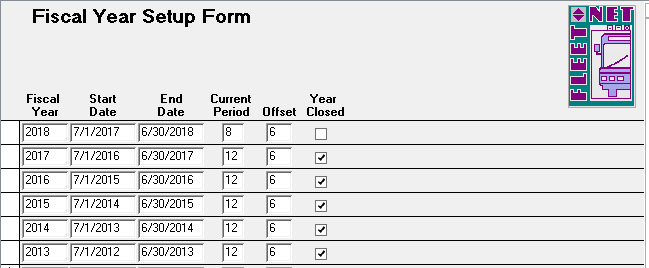 Fiscal Year Setup Form
FLEET NET
Fiscal Year Start Date End Date Current Period Offset Year Closed
2018 7/1/2017 6/30/2018 8 6
2017 7/1/2016 6/30/2017 12 6
2016 7/1/2015 6/30/2016 12 6
2015 7/1/2014 6/30/2015 12 6
2014 7/1/2013 6/30/2014 12 6
2013 7/1/2012 6/30/2013 12 6